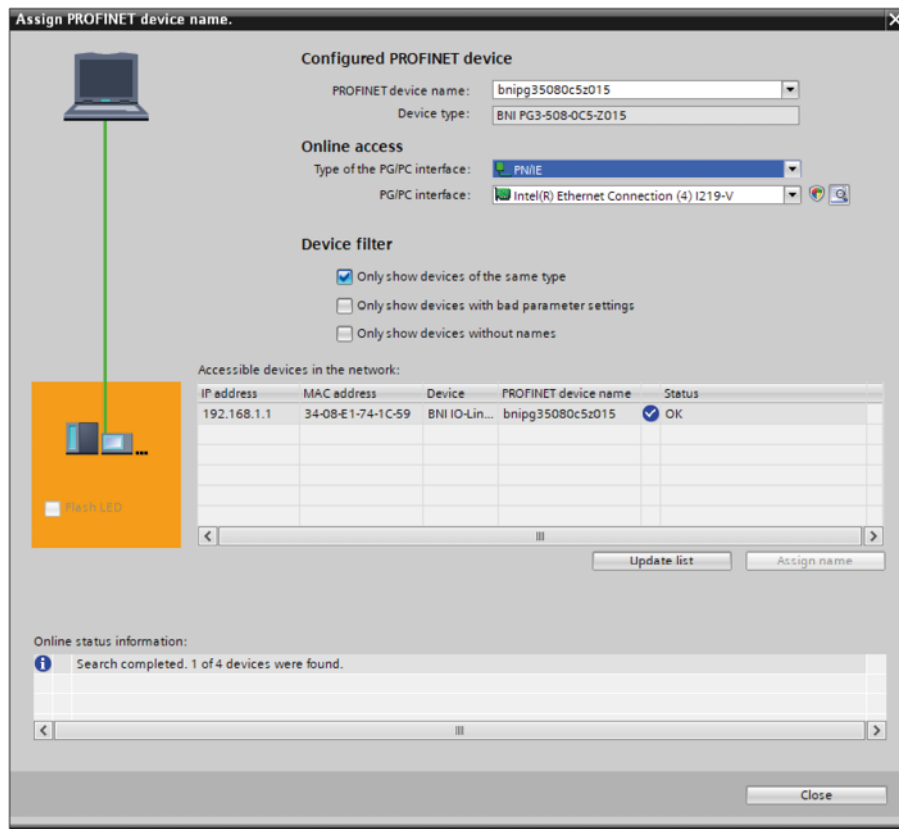 Assign PROFINET device name.
Configured PROFINET device
PROFINET device name: bnipg35080c5z015
Device type: BNI PG3-508-0C5-Z015
Online access
Type of the PG/PC interface: PN/IE
PG/PC interface: Intel(R) Ethernet Connection (4) I219-V
Device filter
Only show devices of the same type
Only show devices with bad parameter settings
Only show devices without names
Accessible devices in the network:
IP address MAC address Device PROFINET device name Status
192.168.1.1 34-08-E1-74-1C-59 BNI IO-Lin... bnipg35080c5z015 OK
Flash LED
Update list Assign name
Online status information:
Search completed. 1 of 4 devices were found.
Close